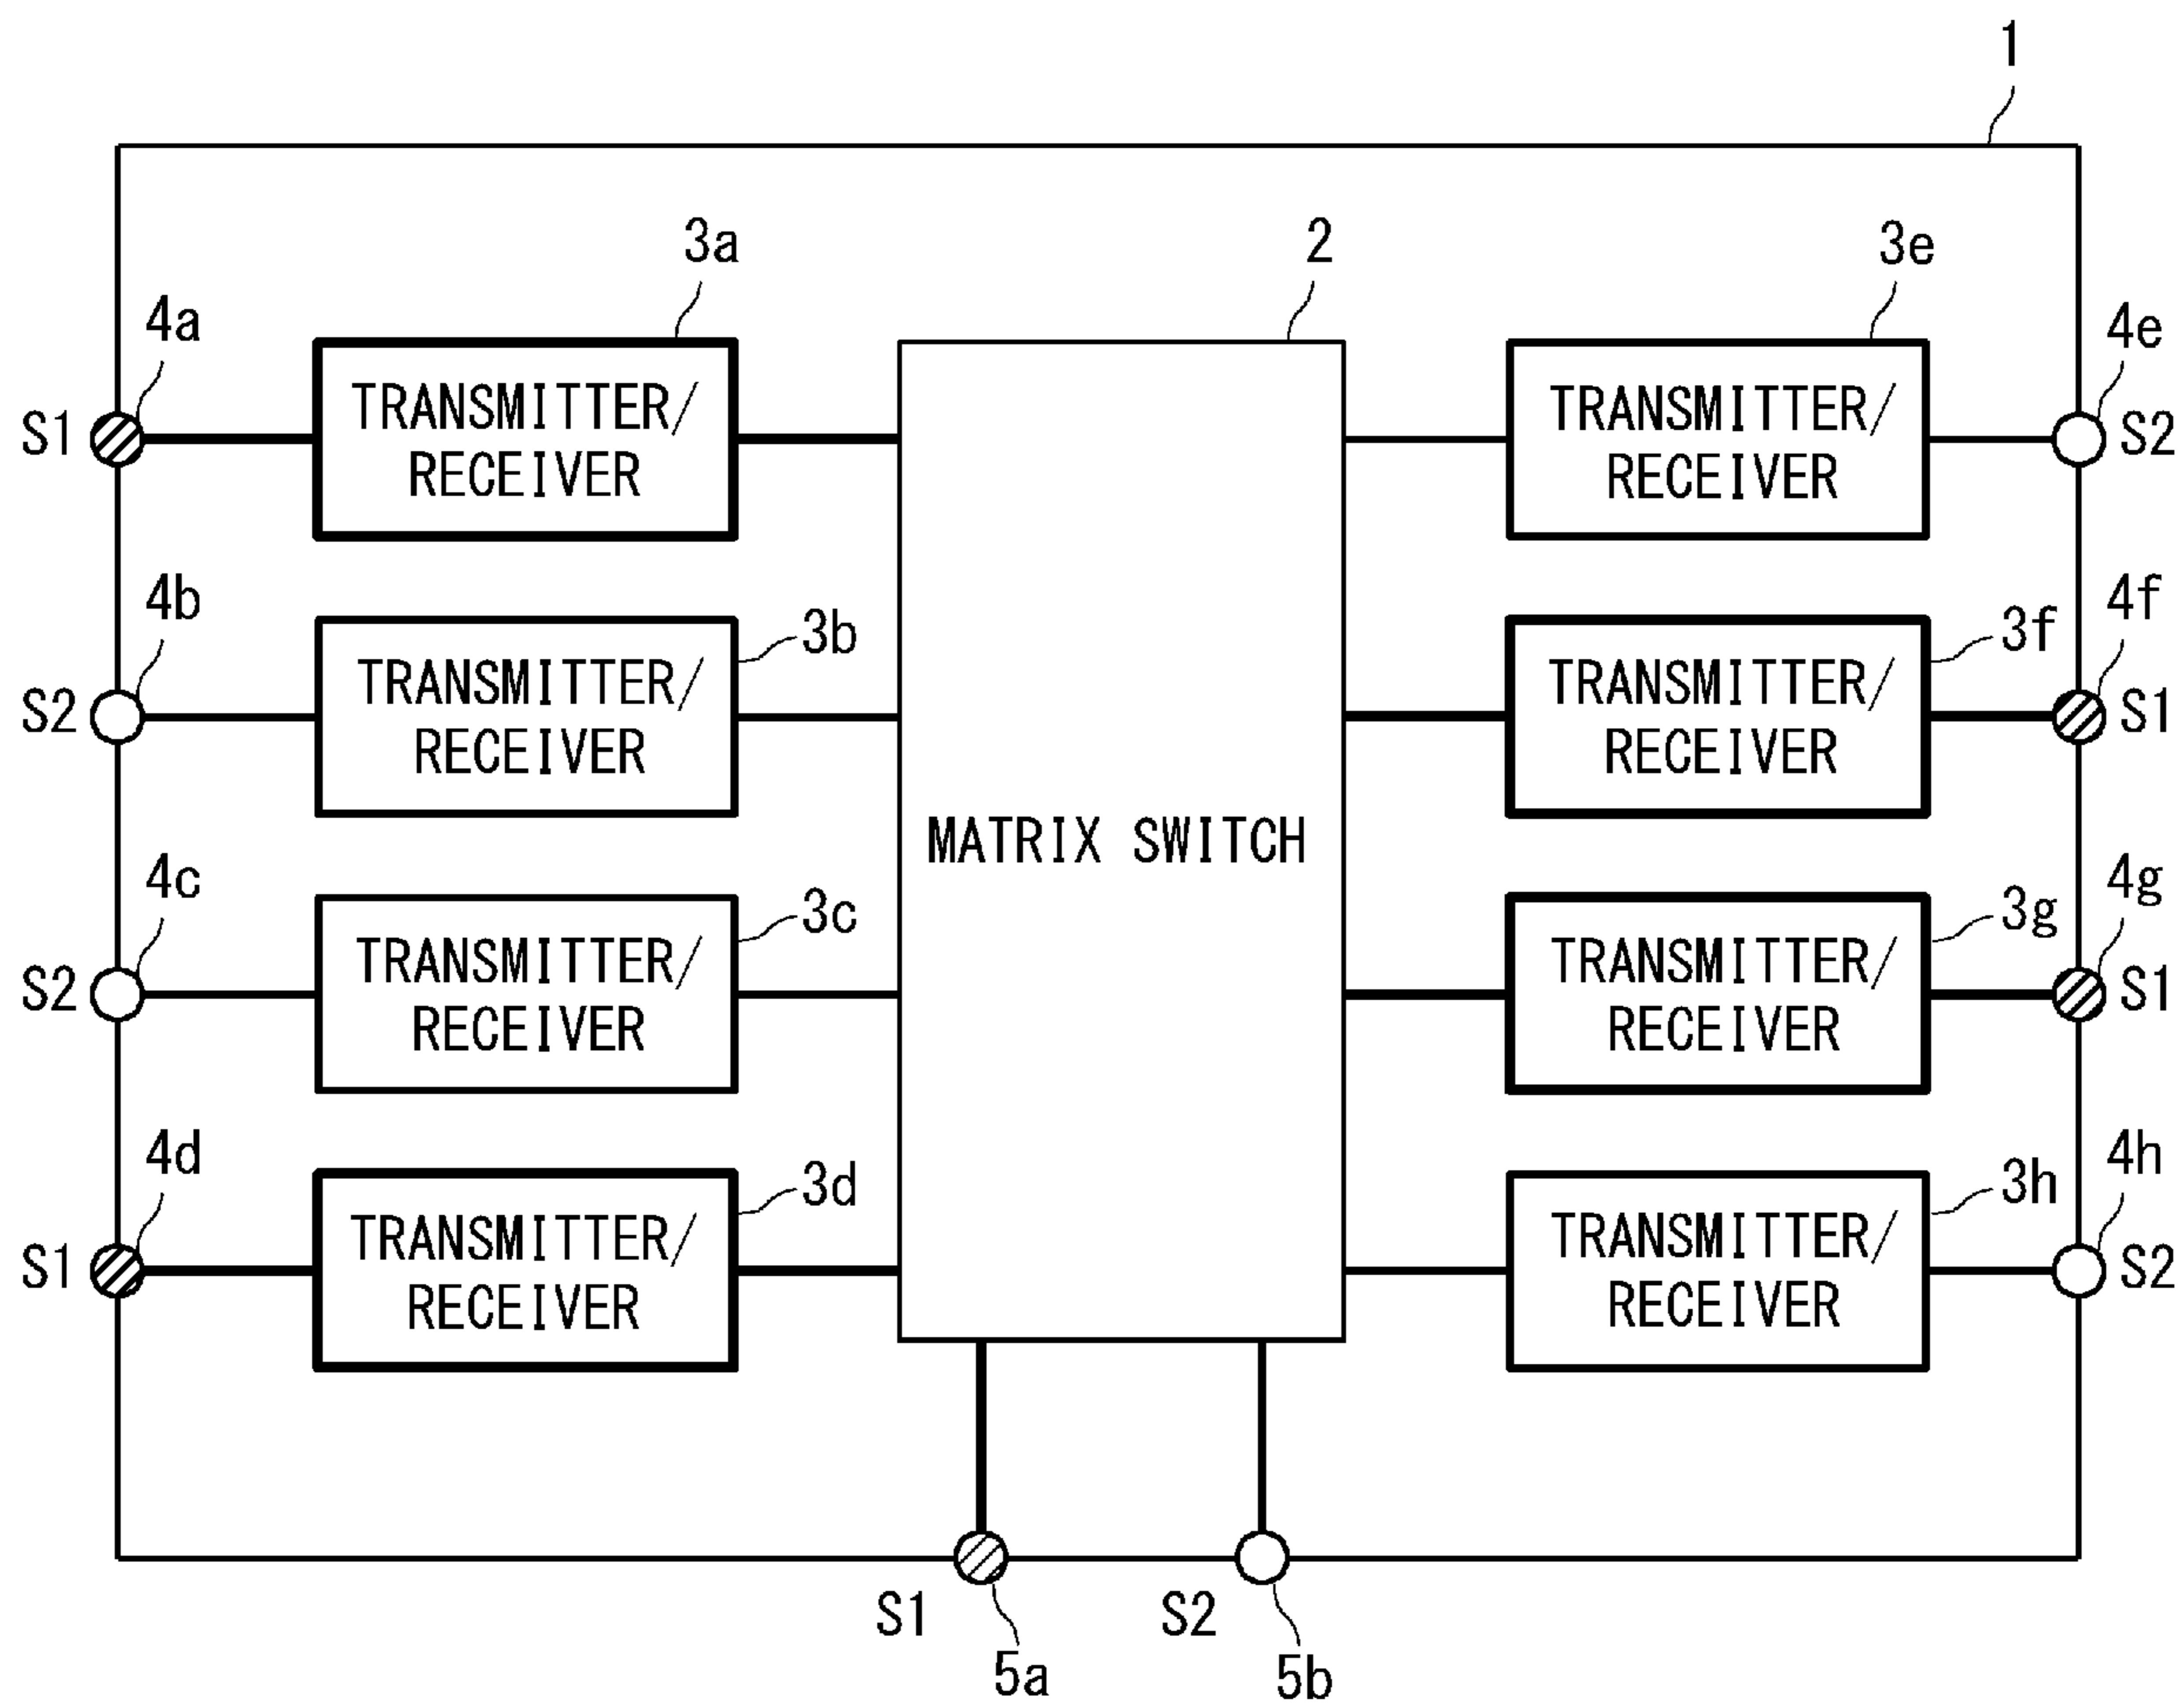 1
3a
2
3e
4a
4e
S1
TRANSMITTER/
RECEIVER
TRANSMITTER/
RECEIVER
S2
4b
3b
3f
4f
S2
TRANSMITTER/
RECEIVER
TRANSMITTER/
RECEIVER
S1
MATRIX SWITCH
4c
3c
3g
4g
S2
TRANSMITTER/
RECEIVER
TRANSMITTER/
RECEIVER
S1
4d
3d
3h
4h
S1
TRANSMITTER/
RECEIVER
TRANSMITTER/
RECEIVER
S2
S1
S2
5a
5b